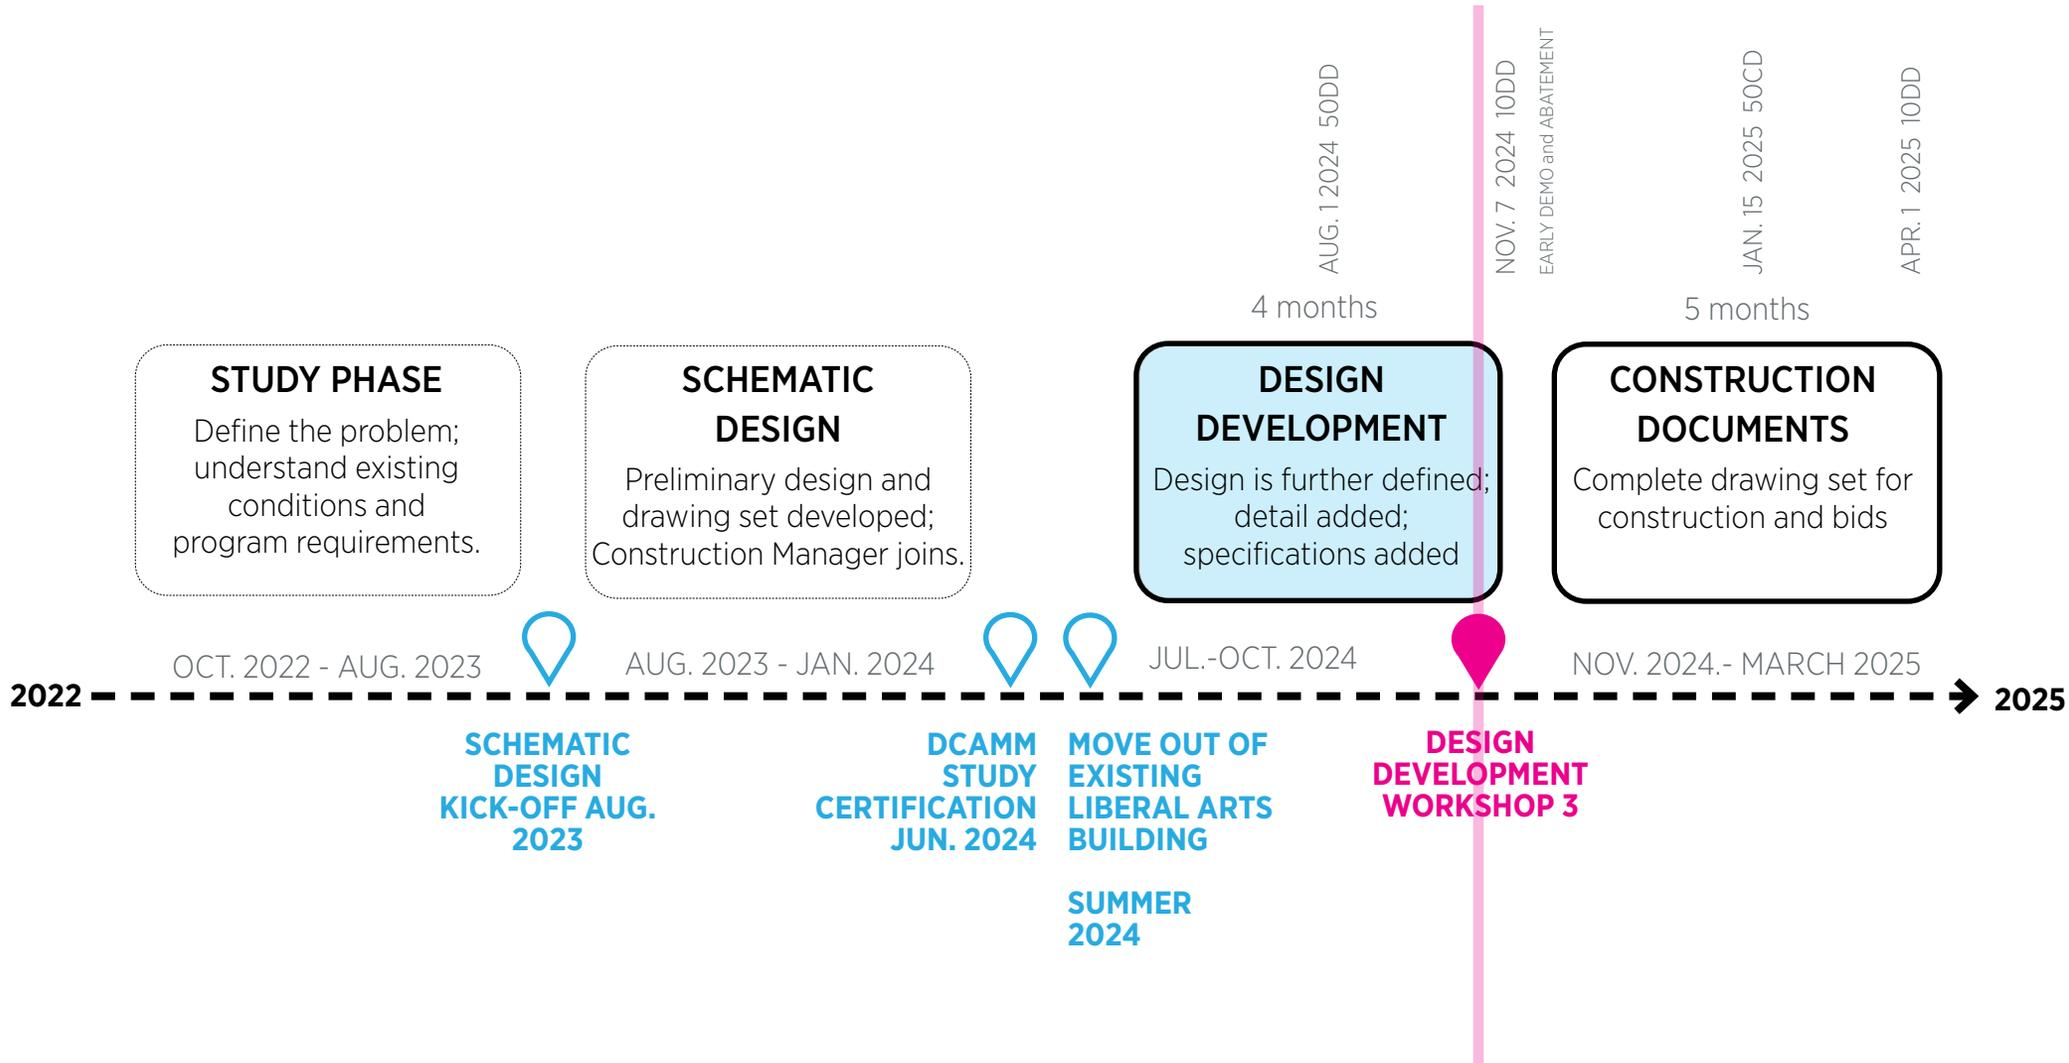 AUG. 1 2024 50DD
NOV. 7 2024 10DD
EARLY DEMO and ABATEMENT
JAN. 15 2025 50CD
APR. 1 2025 10DD
4 months
5 months
STUDY PHASE
Define the problem;
understand existing
conditions and
program requirements.
SCHEMATIC
DESIGN
Preliminary design and
drawing set developed;
Construction Manager joins.
DESIGN
DEVELOPMENT
Design is further defined;
detail added;
specifications added
CONSTRUCTION
DOCUMENTS
Complete drawing set for
construction and bids
OCT. 2022 - AUG. 2023
AUG. 2023 - JAN. 2024
JUL.-OCT. 2024
NOV. 2024.- MARCH 2025
2022
2025
SCHEMATIC
DESIGN
KICK-OFF AUG.
2023
DCAMM
STUDY
CERTIFICATION
JUN. 2024
MOVE OUT OF
EXISTING
LIBERAL ARTS
BUILDING
SUMMER
2024
DESIGN
DEVELOPMENT
WORKSHOP 3